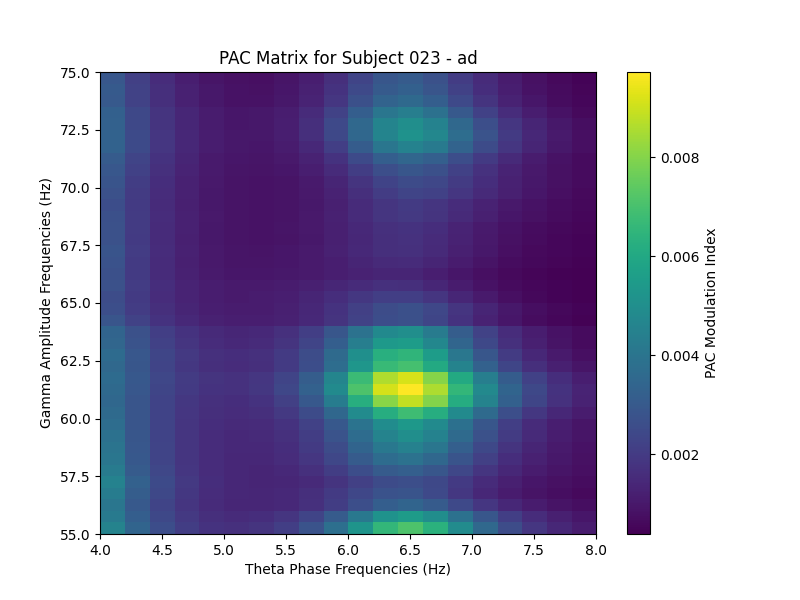 PAC Matrix for Subject 023 - ad
75.0
72.5
70.0
67.5
65.0
62.5
60.0
57.5
55.0
Gamma Amplitude Frequencies (Hz)
4.0 4.5 5.0 5.5 6.0 6.5 7.0 7.5 8.0
Theta Phase Frequencies (Hz)
0.008
0.006
0.004
0.002
PAC Modulation Index